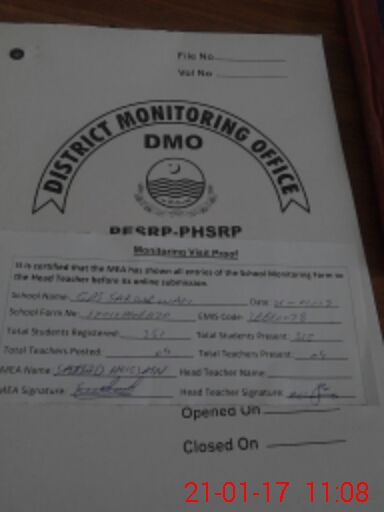 File No.
Vol No
DISTRICT MONITORING OFFICE
DMO
PESRP-PHSRP
Monitoring Visit Proof
It is certified that the MEA has shown all entries of the School Monitoring Form to
the Head Teacher before its online submission.
School Name: Date
School Form No EMIS Code:
Total Students Registered: 151 Total Students Present:
Total Teachers Posted: 09 Total Teachers Present: 09
MEA Name: Head Teacher Name:
MEA Signature: Head Teacher Signature:
Opened On
Closed On
21-01-17 11:08